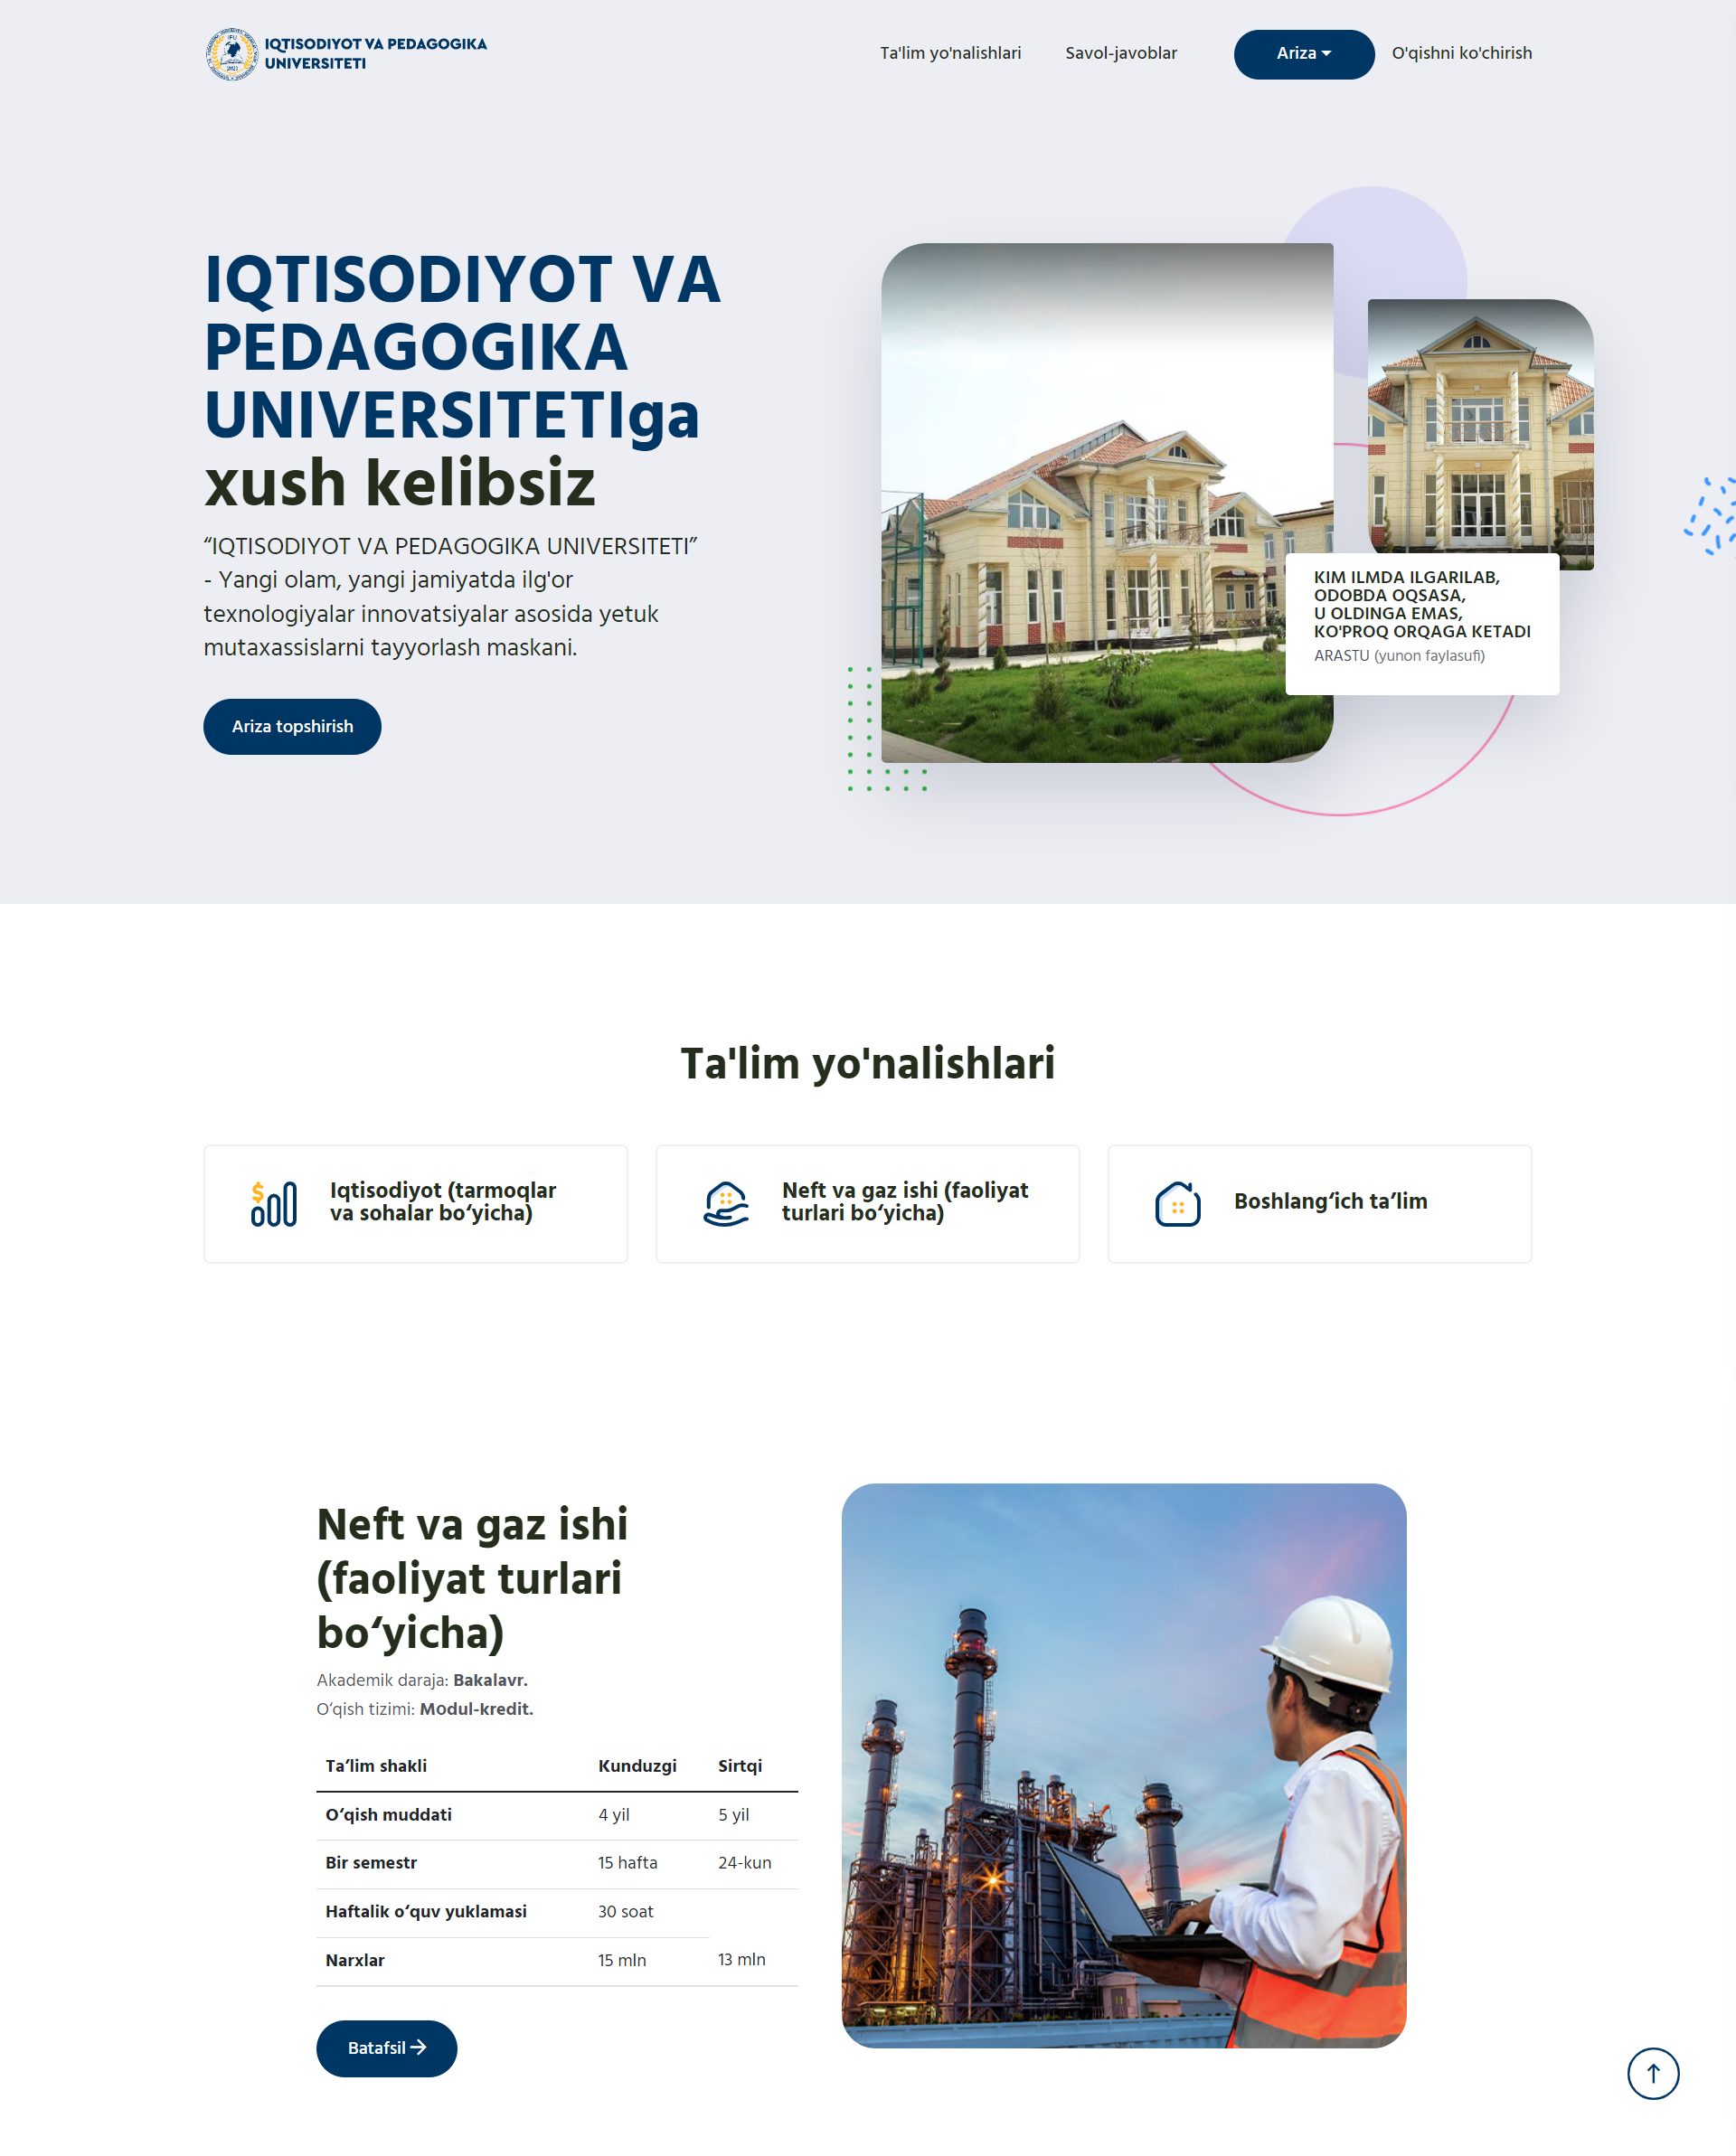 IQTISODIYOT VA PEDAGOGIKA
UNIVERSITETI
Ta'lim yo'nalishlari
Savol-javoblar
Ariza
O'qishni ko'chirish
IQTISODIYOT VA
PEDAGOGIKA
UNIVERSITETIga
xush kelibsiz
“IQTISODIYOT VA PEDAGOGIKA UNIVERSITETI”
- Yangi olam, yangi jamiyatda ilg'or
texnologiyalar innovatsiyalar asosida yetuk
mutaxassislarni tayyorlash maskani.
Ariza topshirish
KIM ILMDA ILGARILAB,
ODOBDA OQSASA,
U OLDINGA EMAS,
KO'PROQ ORQAGA KETADI
ARASTU (yunon faylasufi)
Ta'lim yo'nalishlari
Iqtisodiyot (tarmoqlar
va sohalar bo‘yicha)
Neft va gaz ishi (faoliyat
turlari bo‘yicha)
Boshlang‘ich ta’lim
Neft va gaz ishi
(faoliyat turlari
bo‘yicha)
Akademik daraja: Bakalavr.
O‘qish tizimi: Modul-kredit.
Ta’lim shakli Kunduzgi Sirtqi
O‘qish muddati 4 yil 5 yil
Bir semestr 15 hafta 24-kun
Haftalik o‘quv yuklamasi 30 soat
Narxlar 15 mln 13 mln
Batafsil